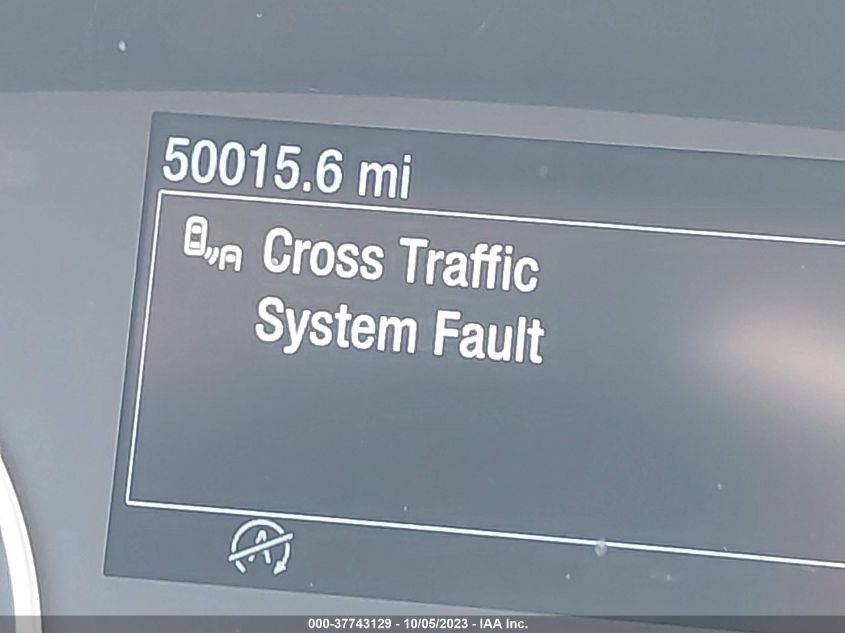 50015.6 mi
Cross Traffic
System Fault
000-37743129 - 10/05/2023 - IAA Inc.